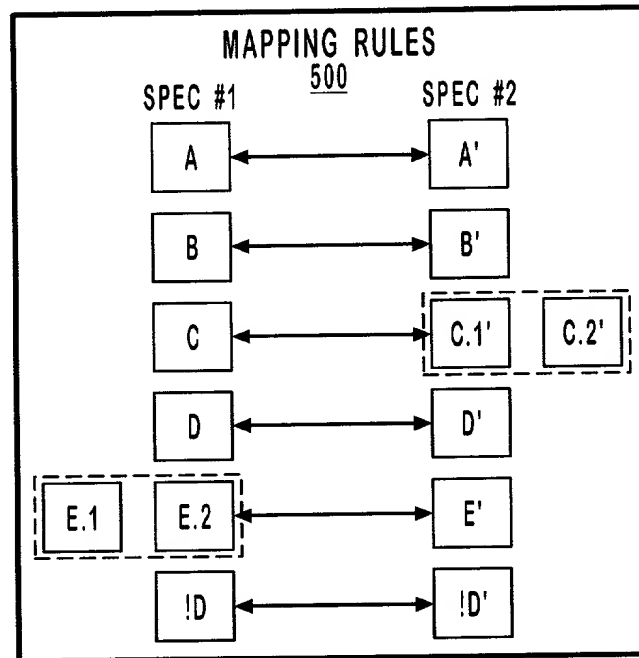 MAPPING RULES
500
SPEC #1 SPEC #2
A A'
B B'
C C.1' C.2'
D D'
E.1 E.2 E'
!D !D'